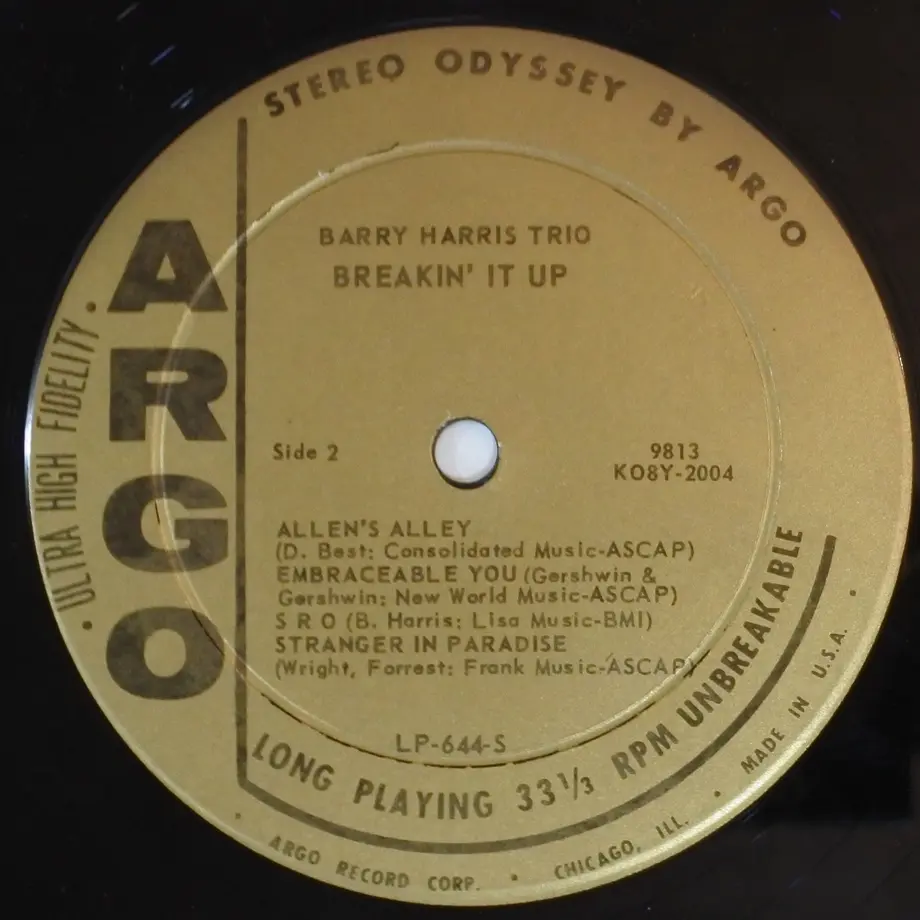 STEREO ODYSSEY BY ARGO
ARGO
· ULTRA HIGH FIDELITY ·
BARRY HARRIS TRIO
BREAKIN' IT UP
Side 2
9813
K08Y-2004
ALLEN'S ALLEY
(D. Best: Consolidated Music-ASCAP)
EMBRACEABLE YOU (Gershwin &
Gershwin: New World Music-ASCAP)
S R O (B. Harris: Lisa Music-BMI)
STRANGER IN PARADISE
(Wright, Forrest: Frank Music-ASCAP)
LP-644-S
LONG PLAYING 33⅓ RPM UNBREAKABLE
· ARGO RECORD CORP. · CHICAGO, ILL. · MADE IN U.S.A. ·